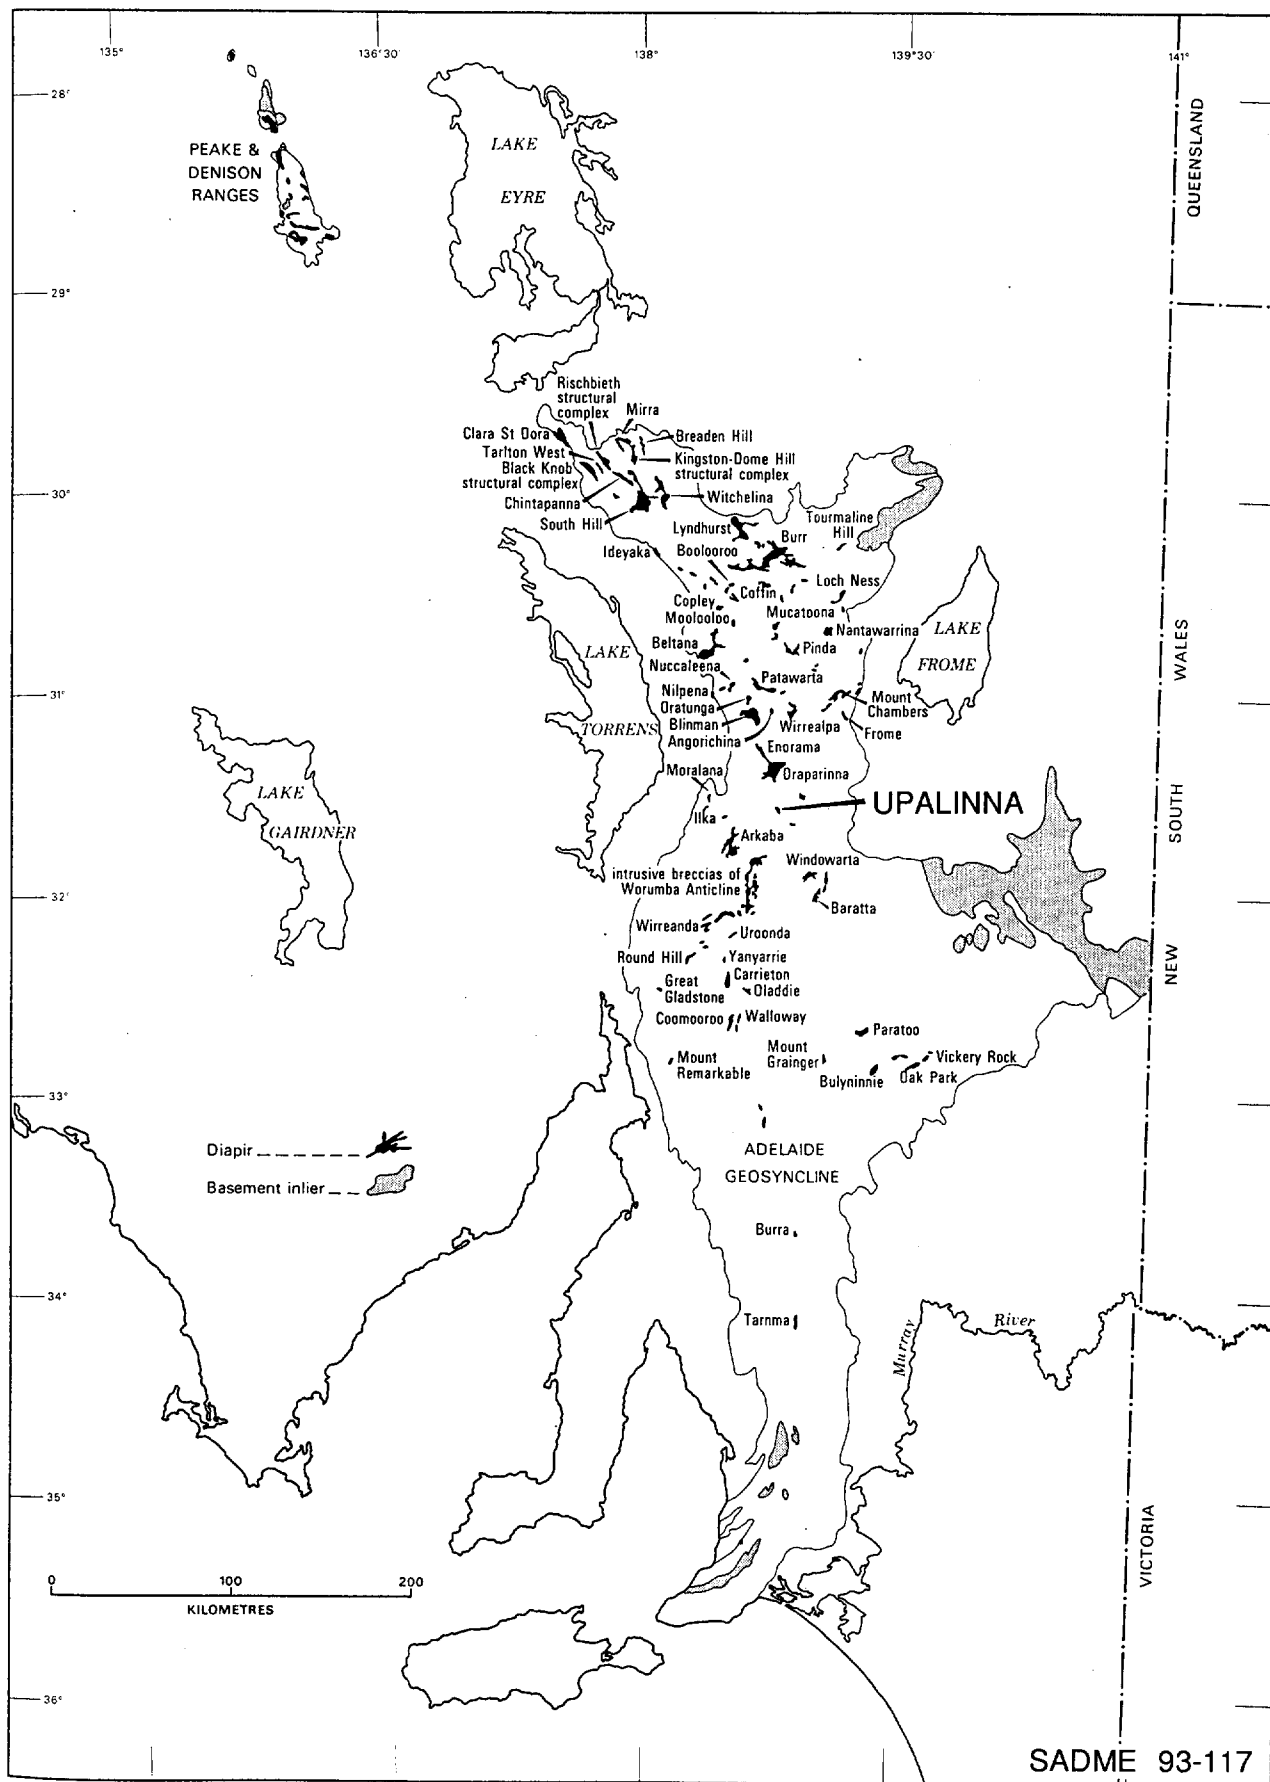 135°
136°30'
138°
139°30'
141°
28°
29°
30°
31°
32°
33°
34°
35°
36°
QUEENSLAND
NEW SOUTH WALES
VICTORIA
PEAKE &
DENISON
RANGES
LAKE
EYRE
Rischbieth
structural
complex
Mirra
Clara St Dora
Breaden Hill
Tarlton West
Kingston-Dome Hill
structural complex
Black Knob
structural complex
Chintapanna
Witchelina
South Hill
Lyndhurst
Tourmaline
Hill
Burr
Ideyaka
Boolooroo
Loch Ness
Copley
Coffin
Mucatoona
Moolooloo
Nantawarrina
Beltana
Pinda
Nuccaleena
Patawarta
Nilpena
Oratunga
Mount
Chambers
Blinman
Wirrealpa
Frome
Angorichina
Enorama
Moralana
Oraparinna
UPALINNA
Ilka
Arkaba
Windowarta
intrusive breccias of
Worumba Anticline
Baratta
Wirreanda
Uroonda
Round Hill
Yanyarrie
Carrieton
Great
Gladstone
Oladdie
Coomooroo
Walloway
Paratoo
Mount
Remarkable
Mount
Grainger
Vickery Rock
Bulyninnie
Oak Park
LAKE
TORRENS
LAKE
FROME
LAKE
GAIRDNER
Diapir
Basement inlier
ADELAIDE
GEOSYNCLINE
Burra
Tarnma
Murray
River
0 100 200
KILOMETRES
SADME 93-117